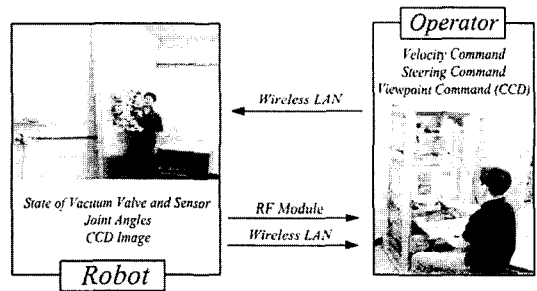 Operator
Velocity Command
Steering Command
Viewpoint Command (CCD)
Wireless LAN
State of Vacuum Valve and Sensor
Joint Angles
CCD Image
RF Module
Wireless LAN
Robot